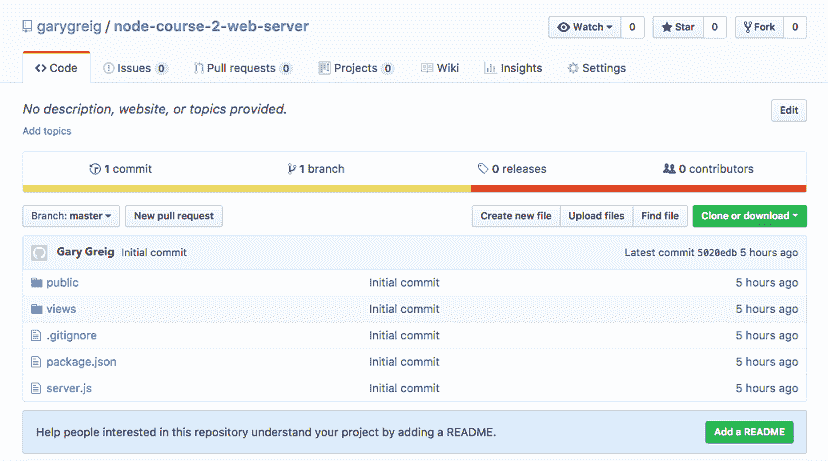 garygreig / node-course-2-web-server Watch 0 Star 0 Fork 0
Code Issues 0 Pull requests 0 Projects 0 Wiki Insights Settings
No description, website, or topics provided. Edit
Add topics
1 commit 1 branch 0 releases 0 contributors
Branch: master New pull request Create new file Upload files Find file Clone or download
Gary Greig Initial commit Latest commit 5020edb 5 hours ago
public Initial commit 5 hours ago
views Initial commit 5 hours ago
.gitignore Initial commit 5 hours ago
package.json Initial commit 5 hours ago
server.js Initial commit 5 hours ago
Help people interested in this repository understand your project by adding a README. Add a README